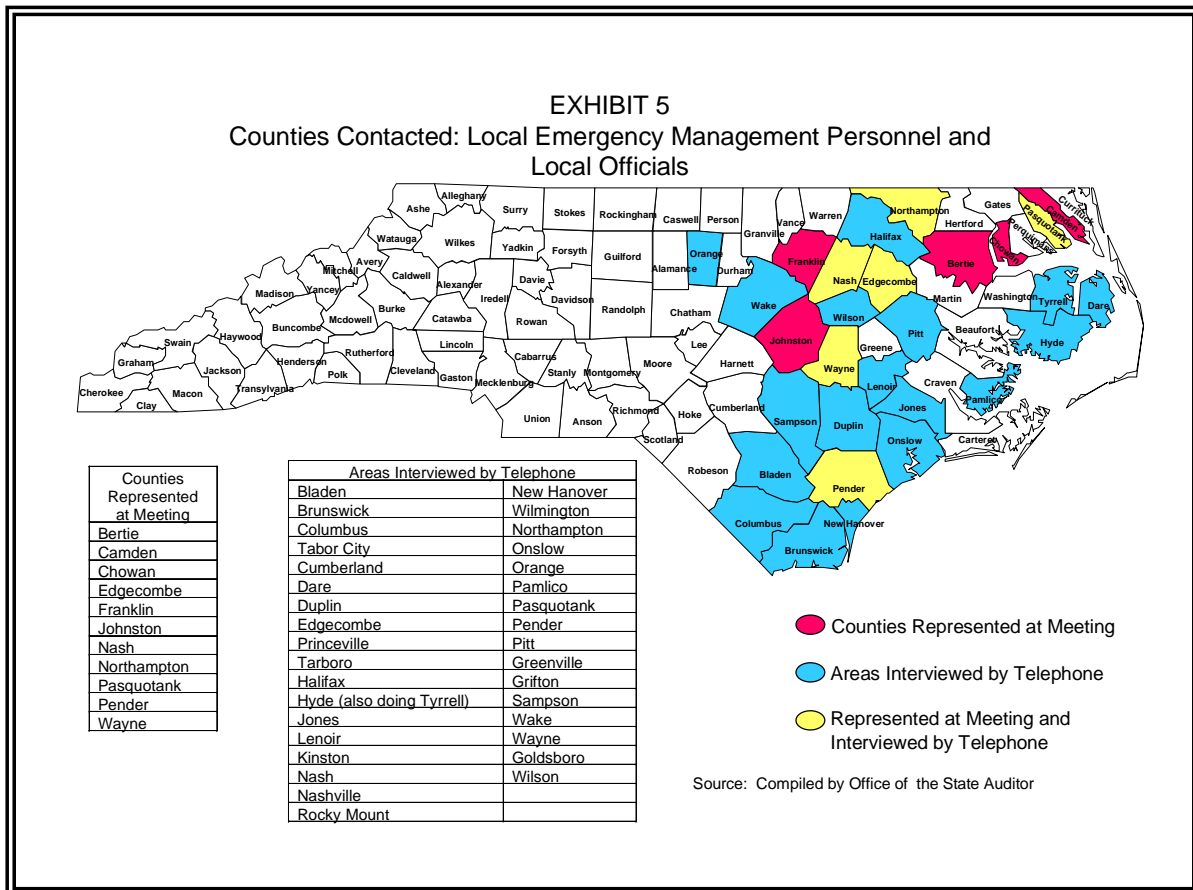 EXHIBIT 5
Counties Contacted: Local Emergency Management Personnel and
Local Officials
Alleghany
Ashe
Surry
Stokes
Rockingham
Caswell
Person
Granville
Vance
Warren
Northampton
Gates
Currituck
Camden
Pasquotank
Perquimans
Hertford
Halifax
Watauga
Wilkes
Yadkin
Forsyth
Guilford
Alamance
Orange
Durham
Franklin
Nash
Edgecombe
Bertie
Chowan
Mitchell
Avery
Caldwell
Alexander
Davie
Iredell
Davidson
Randolph
Chatham
Wake
Wilson
Martin
Washington
Tyrrell
Dare
Madison
Yancey
Burke
Mcdowell
Catawba
Rowan
Johnston
Greene
Pitt
Beaufort
Hyde
Haywood
Buncombe
Rutherford
Lincoln
Cabarrus
Lee
Harnett
Wayne
Lenoir
Craven
Pamlico
Swain
Graham
Jackson
Henderson
Polk
Cleveland
Gaston
Mecklenburg
Stanly
Montgomery
Moore
Cherokee
Clay
Macon
Transylvania
Union
Anson
Richmond
Hoke
Cumberland
Sampson
Duplin
Jones
Onslow
Carteret
Scotland
Robeson
Bladen
Pender
Columbus
New Hanover
Brunswick
Counties
Represented
at Meeting
Bertie
Camden
Chowan
Edgecombe
Franklin
Johnston
Nash
Northampton
Pasquotank
Pender
Wayne
Areas Interviewed by Telephone
Bladen New Hanover
Brunswick Wilmington
Columbus Northampton
Tabor City Onslow
Cumberland Orange
Dare Pamlico
Duplin Pasquotank
Edgecombe Pender
Princeville Pitt
Tarboro Greenville
Halifax Grifton
Hyde (also doing Tyrrell) Sampson
Jones Wake
Lenoir Wayne
Kinston Goldsboro
Nash Wilson
Nashville
Rocky Mount
Counties Represented at Meeting
Areas Interviewed by Telephone
Represented at Meeting and
Interviewed by Telephone
Source: Compiled by Office of the State Auditor